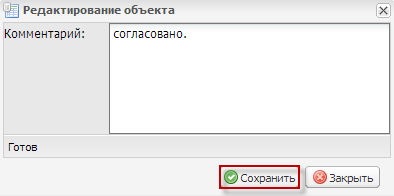 Редактирование объекта
Комментарий: согласовано.
Готов
Сохранить Закрыть